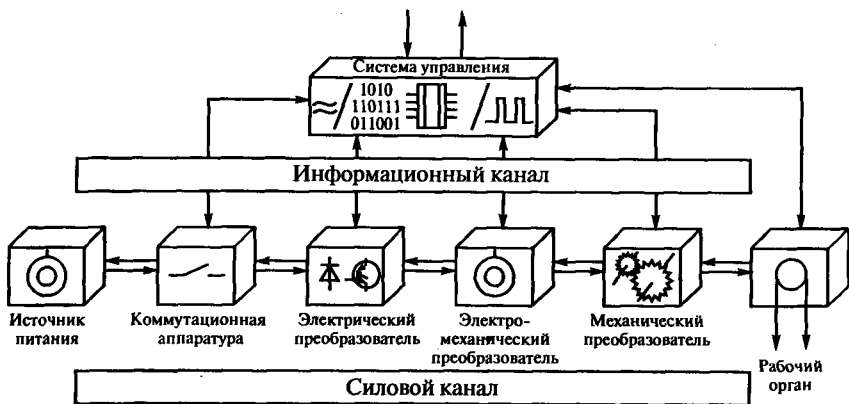 Система управления
1010
110111
011001
Информационный канал
Источник
питания
Коммутационная
аппаратура
Электрический
преобразователь
Электро-
механический
преобразователь
Механический
преобразователь
Рабочий
орган
Силовой канал